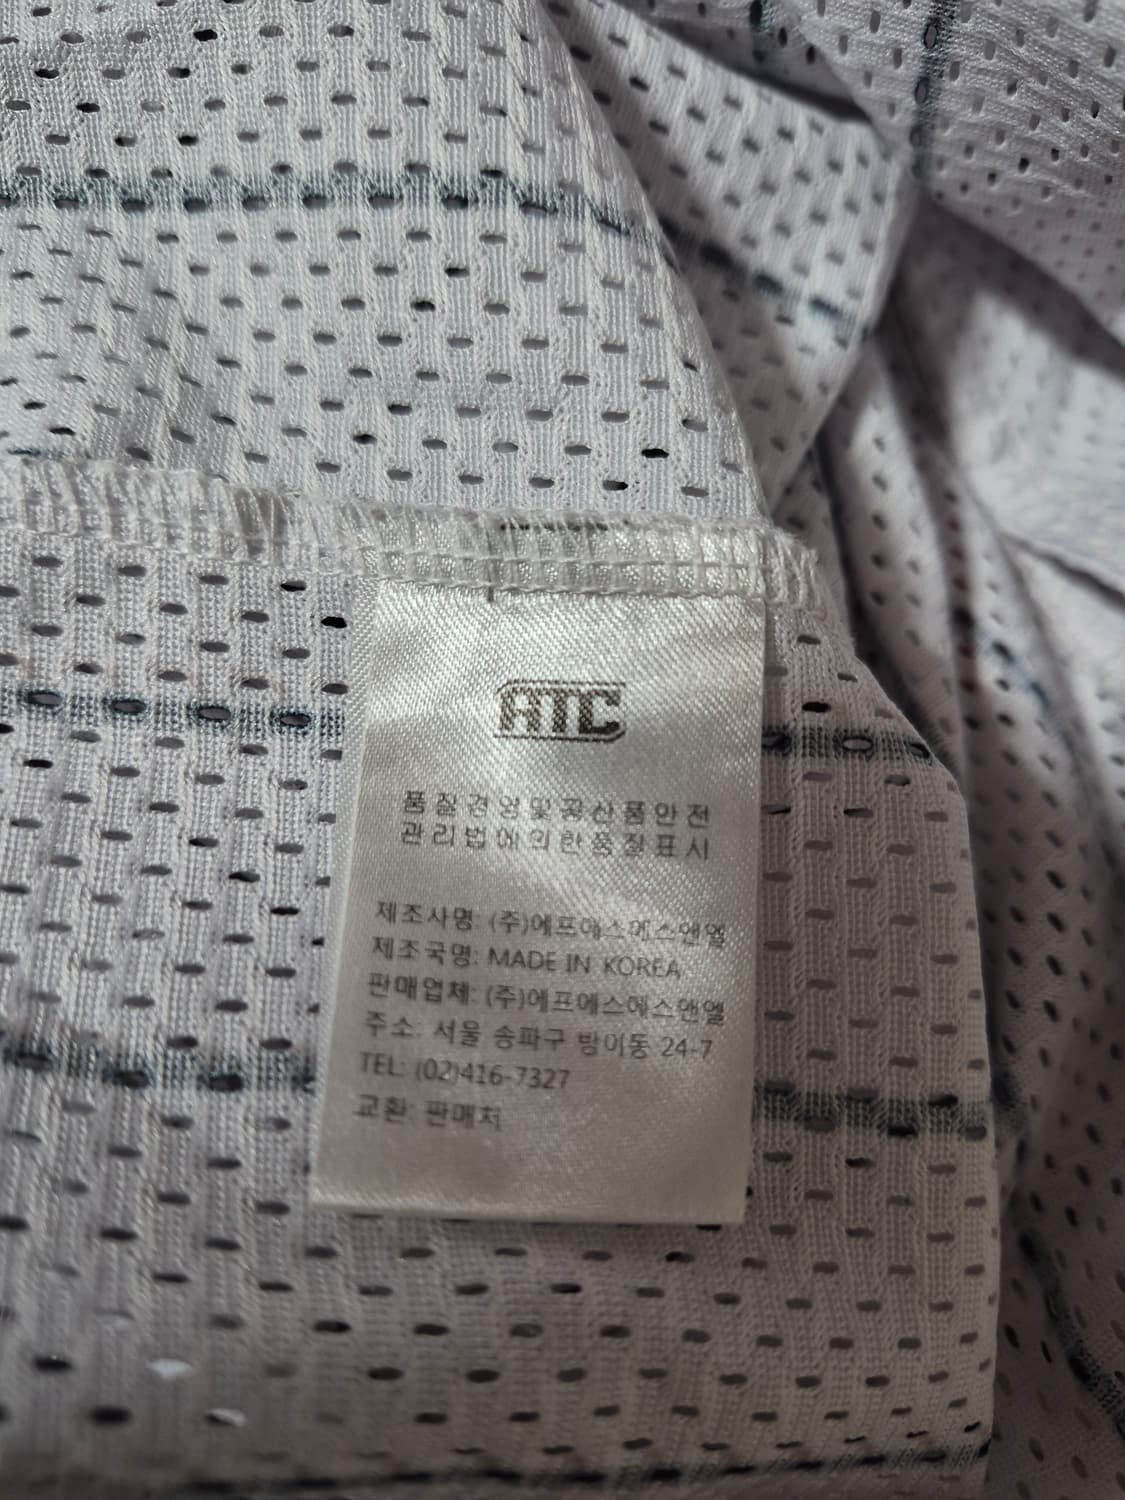 ATC
품질경영및공산품안전
관리법에의한품질표시
제조사명: (주)에프에스에스앤엘
제조국명: MADE IN KOREA
판매업체: (주)에프에스에스앤엘
주소: 서울 송파구 방이동 24-7
TEL: (02)416-7327
교환: 판매처